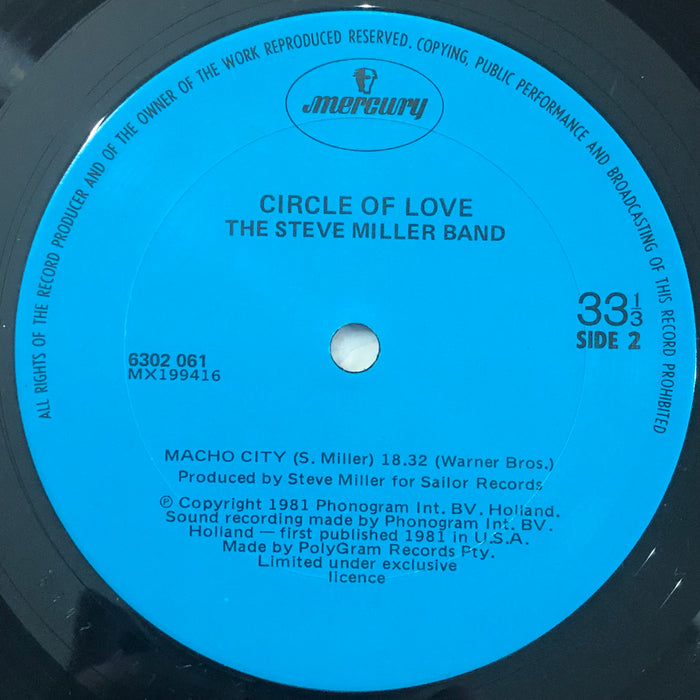 ALL RIGHTS OF THE RECORD PRODUCER AND OF THE OWNER OF THE WORK REPRODUCED RESERVED. COPYING, PUBLIC PERFORMANCE AND BROADCASTING OF THIS RECORD PROHIBITED
mercury
CIRCLE OF LOVE
THE STEVE MILLER BAND
33 1/3
SIDE 2
6302 061
MX199416
MACHO CITY (S. Miller) 18.32 (Warner Bros.)
Produced by Steve Miller for Sailor Records
℗ Copyright 1981 Phonogram Int. BV. Holland.
Sound recording made by Phonogram Int. BV.
Holland — first published 1981 in U.S.A.
Made by PolyGram Records Pty.
Limited under exclusive
licence